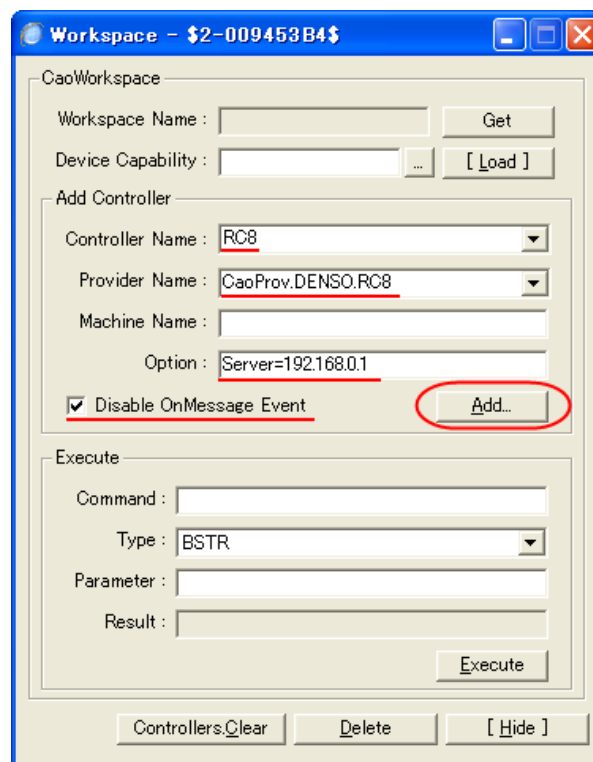 Workspace - $2-009453B4$
CaoWorkspace
Workspace Name : Get
Device Capability : ... [ Load ]
Add Controller
Controller Name : RC8
Provider Name : CaoProv.DENSO.RC8
Machine Name :
Option : Server=192.168.0.1
Disable OnMessage Event Add...
Execute
Command :
Type : BSTR
Parameter :
Result :
Execute
Controllers.Clear Delete [ Hide ]